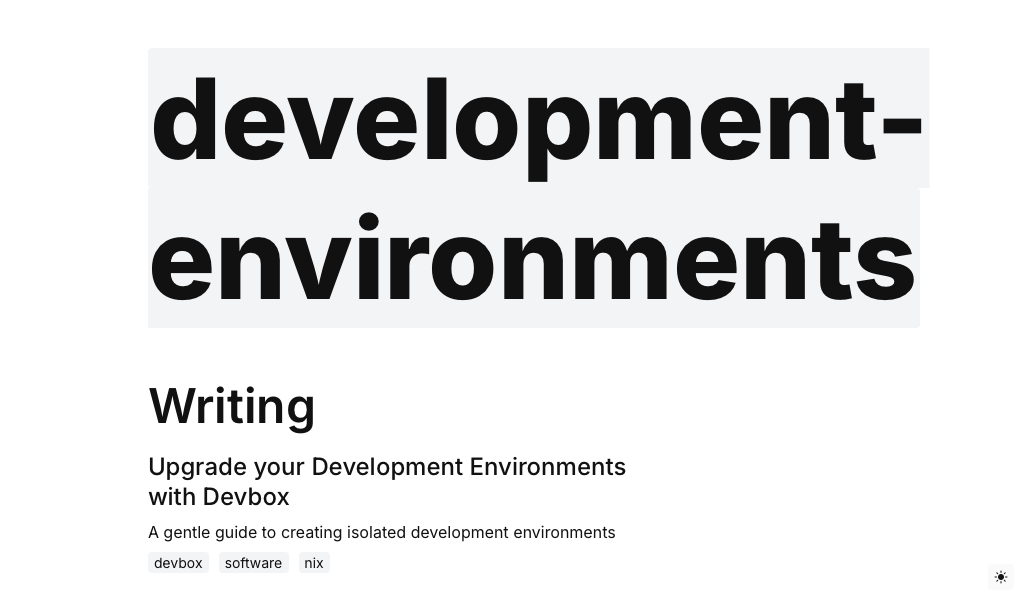 development-
environments
Writing
Upgrade your Development Environments
with Devbox
A gentle guide to creating isolated development environments
devbox software nix